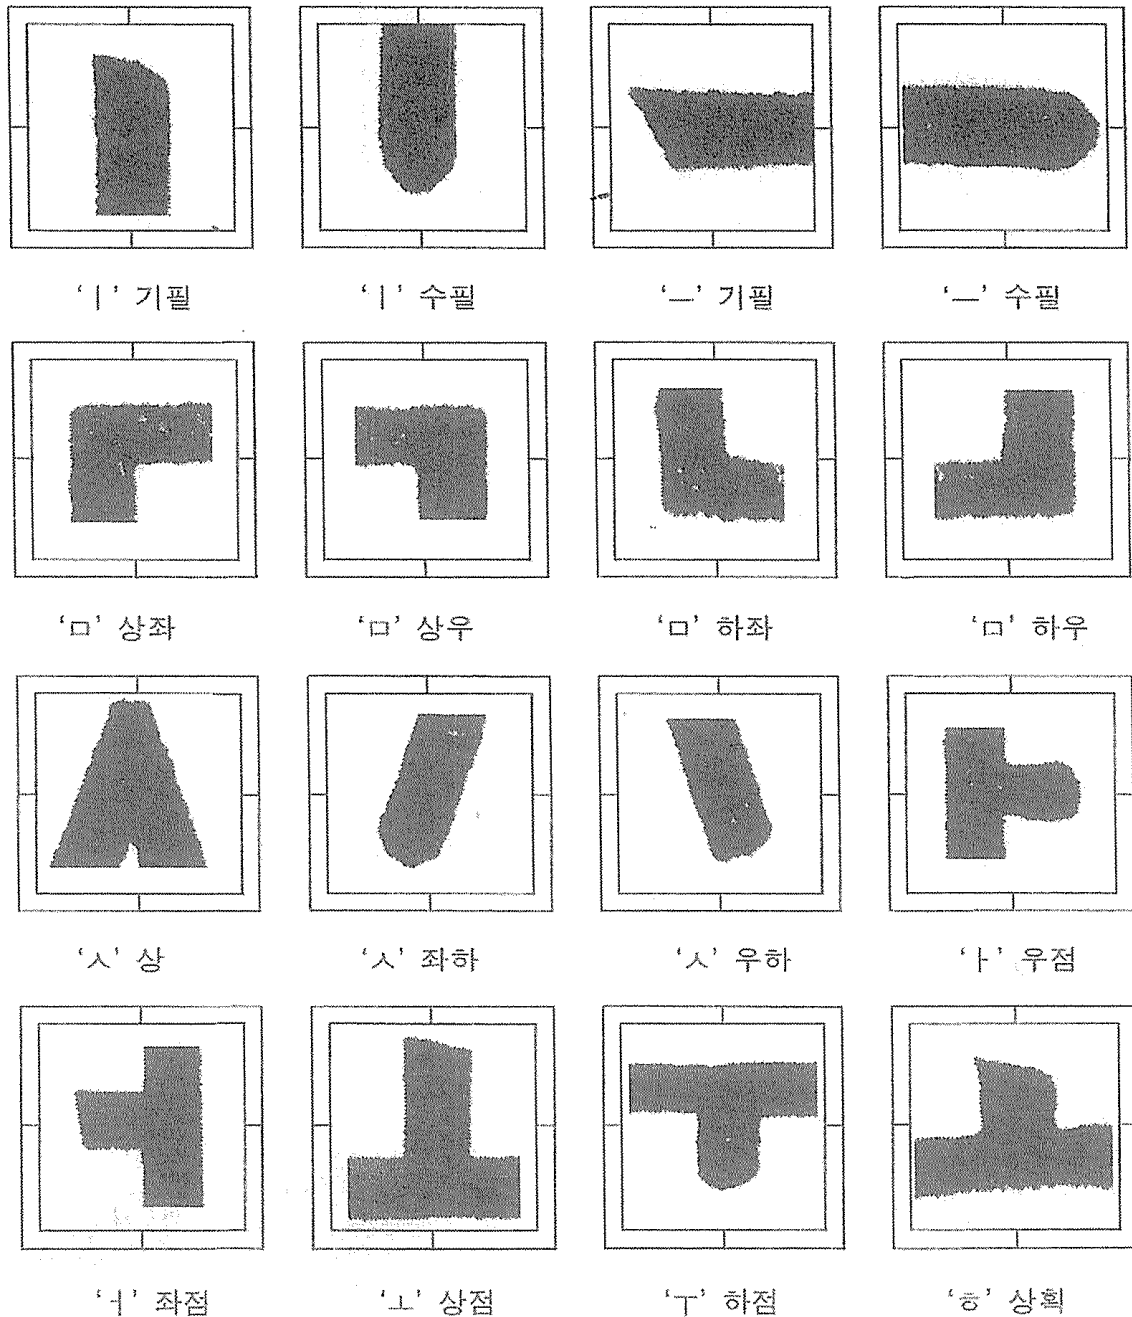 ‘ㅣ’ 기필 ‘ㅣ’ 수필 ‘ㅡ’ 기필 ‘ㅡ’ 수필
‘ㅁ’ 상좌 ‘ㅁ’ 상우 ‘ㅁ’ 하좌 ‘ㅁ’ 하우
‘ㅅ’ 상 ‘ㅅ’ 좌하 ‘ㅅ’ 우하 ‘ㅏ’ 우점
‘ㅓ’ 좌점 ‘ㅗ’ 상점 ‘ㅜ’ 하점 ‘ㅎ’ 상획